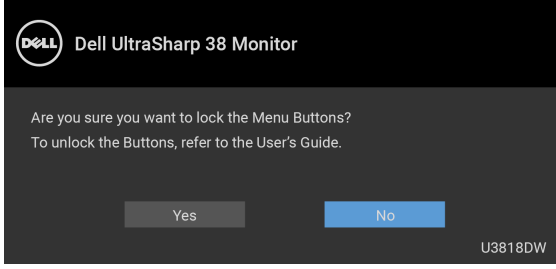 DELL
Dell UltraSharp 38 Monitor
Are you sure you want to lock the Menu Buttons?
To unlock the Buttons, refer to the User’s Guide.
Yes
No
U3818DW